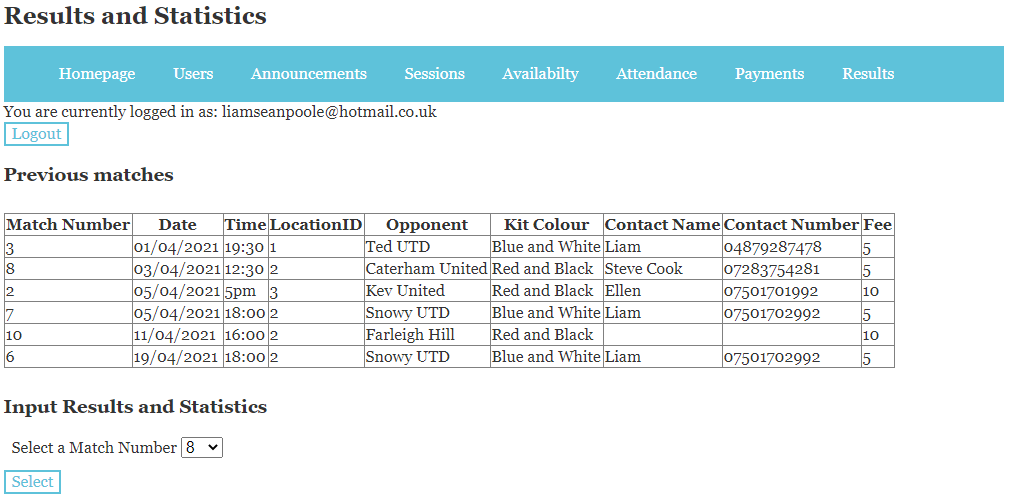 Results and Statistics
Homepage Users Announcements Sessions Availabilty Attendance Payments Results
You are currently logged in as: liamseanpoole@hotmail.co.uk
Logout
Previous matches
Match Number Date Time LocationID Opponent Kit Colour Contact Name Contact Number Fee
3 01/04/2021 19:30 1 Ted UTD Blue and White Liam 04879287478 5
8 03/04/2021 12:30 2 Caterham United Red and Black Steve Cook 07283754281 5
2 05/04/2021 5pm 3 Kev United Red and Black Ellen 07501701992 10
7 05/04/2021 18:00 2 Snowy UTD Blue and White Liam 07501702992 5
10 11/04/2021 16:00 2 Farleigh Hill Red and Black 10
6 19/04/2021 18:00 2 Snowy UTD Blue and White Liam 07501702992 5
Input Results and Statistics
Select a Match Number 8
Select